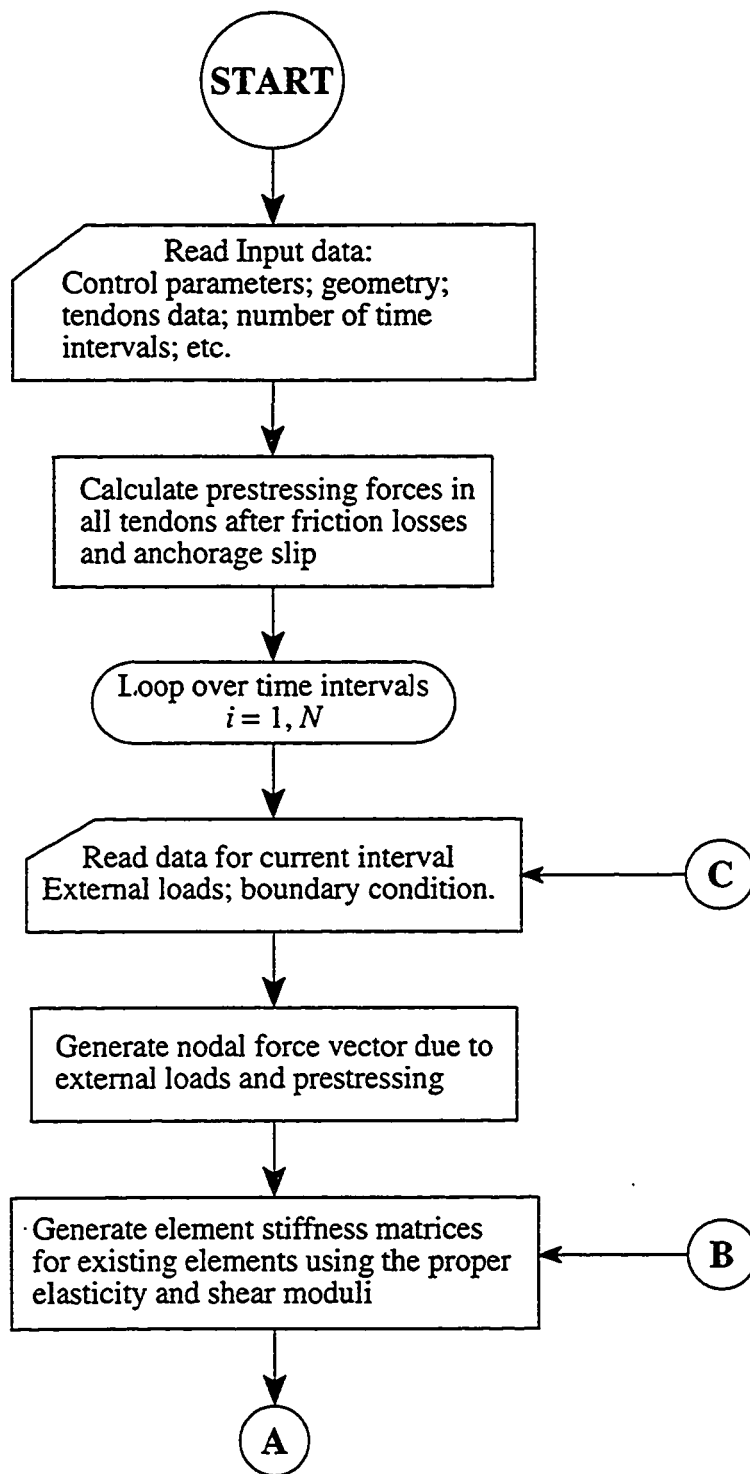 START
Read Input data:
Control parameters; geometry;
tendons data; number of time
intervals; etc.
Calculate prestressing forces in
all tendons after friction losses
and anchorage slip
Loop over time intervals
i = 1, N
Read data for current interval
External loads; boundary condition.
C
Generate nodal force vector due to
external loads and prestressing
Generate element stiffness matrices
for existing elements using the proper
elasticity and shear moduli
B
A